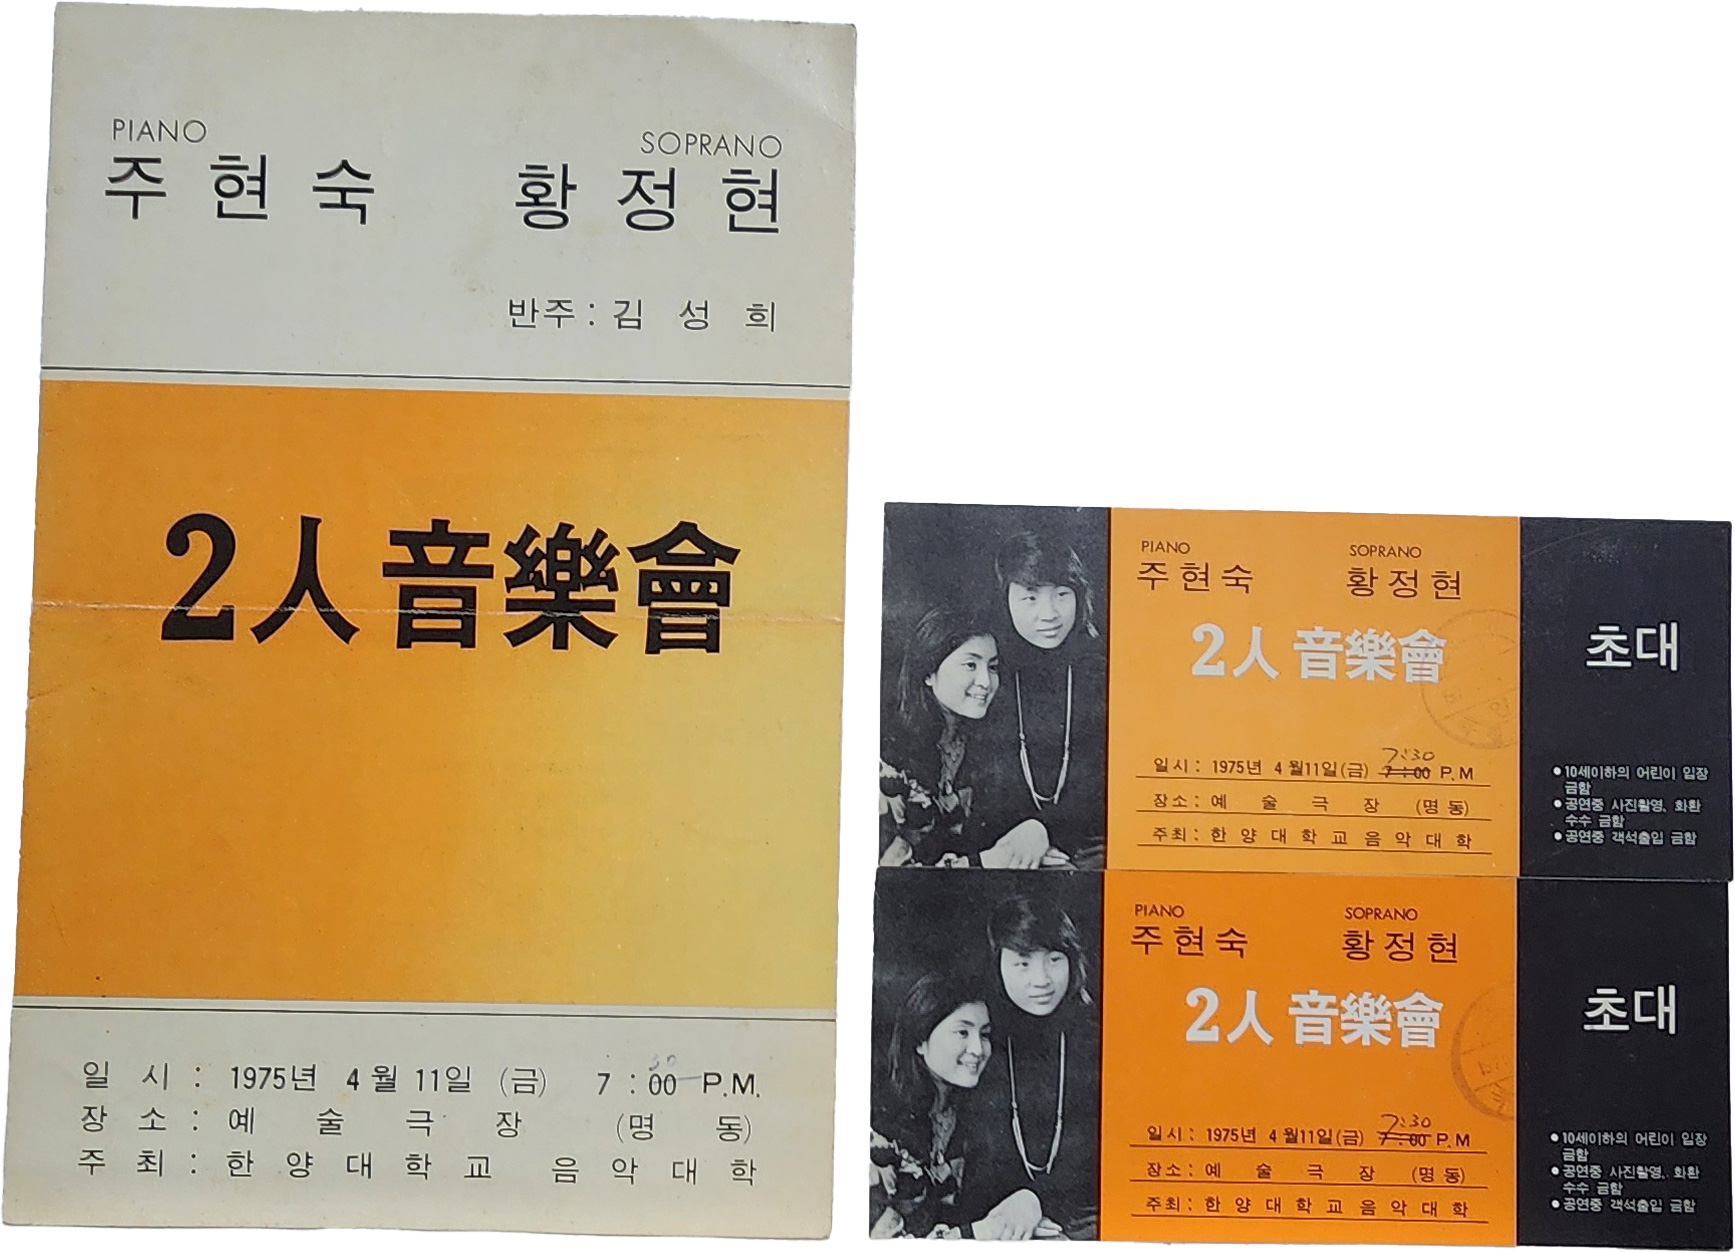 PIANO
주현숙
SOPRANO
황정현
반주 : 김성희
2人音樂會
일시 : 1975년 4월 11일 (금) 7 : 00 P.M.
30
장소 : 예술극장 (명동)
주최 : 한양대학교 음악대학
PIANO
주현숙
SOPRANO
황정현
2人音樂會
7:30
일시 : 1975년 4월11일(금) 7 : 00 P.M
장소 : 예술극장 (명동)
주최 : 한양대학교음악대학
초대
●10세이하의 어린이 입장
금함
●공연중 사진촬영, 화환
수수 금함
●공연중 객석출입 금함
PIANO
주현숙
SOPRANO
황정현
2人音樂會
7:30
일시 : 1975년 4월11일(금) 7 : 00 P.M
장소 : 예술극장 (명동)
주최 : 한양대학교음악대학
초대
●10세이하의 어린이 입장
금함
●공연중 사진촬영, 화환
수수 금함
●공연중 객석출입 금함